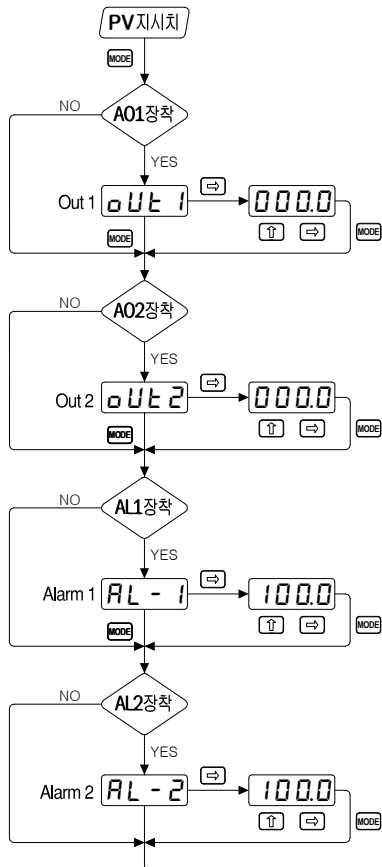 PV지시치
MODE
NO
AO1장착
YES
Out 1 oUt 1 ⇨ 000.0
MODE ⇧ ⇨ MODE
NO
AO2장착
YES
Out 2 oUt 2 ⇨ 000.0
MODE ⇧ ⇨ MODE
NO
AL1장착
YES
Alarm 1 AL - 1 ⇨ 100.0
MODE ⇧ ⇨ MODE
NO
AL2장착
YES
Alarm 2 AL - 2 ⇨ 100.0
⇧ ⇨ MODE